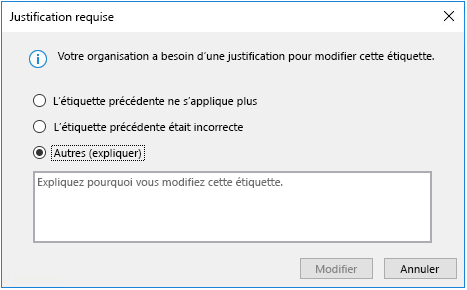 Justification requise
Votre organisation a besoin d’une justification pour modifier cette étiquette.
L’étiquette précédente ne s’applique plus
L’étiquette précédente était incorrecte
Autres (expliquer)
Expliquez pourquoi vous modifiez cette étiquette.
Modifier
Annuler